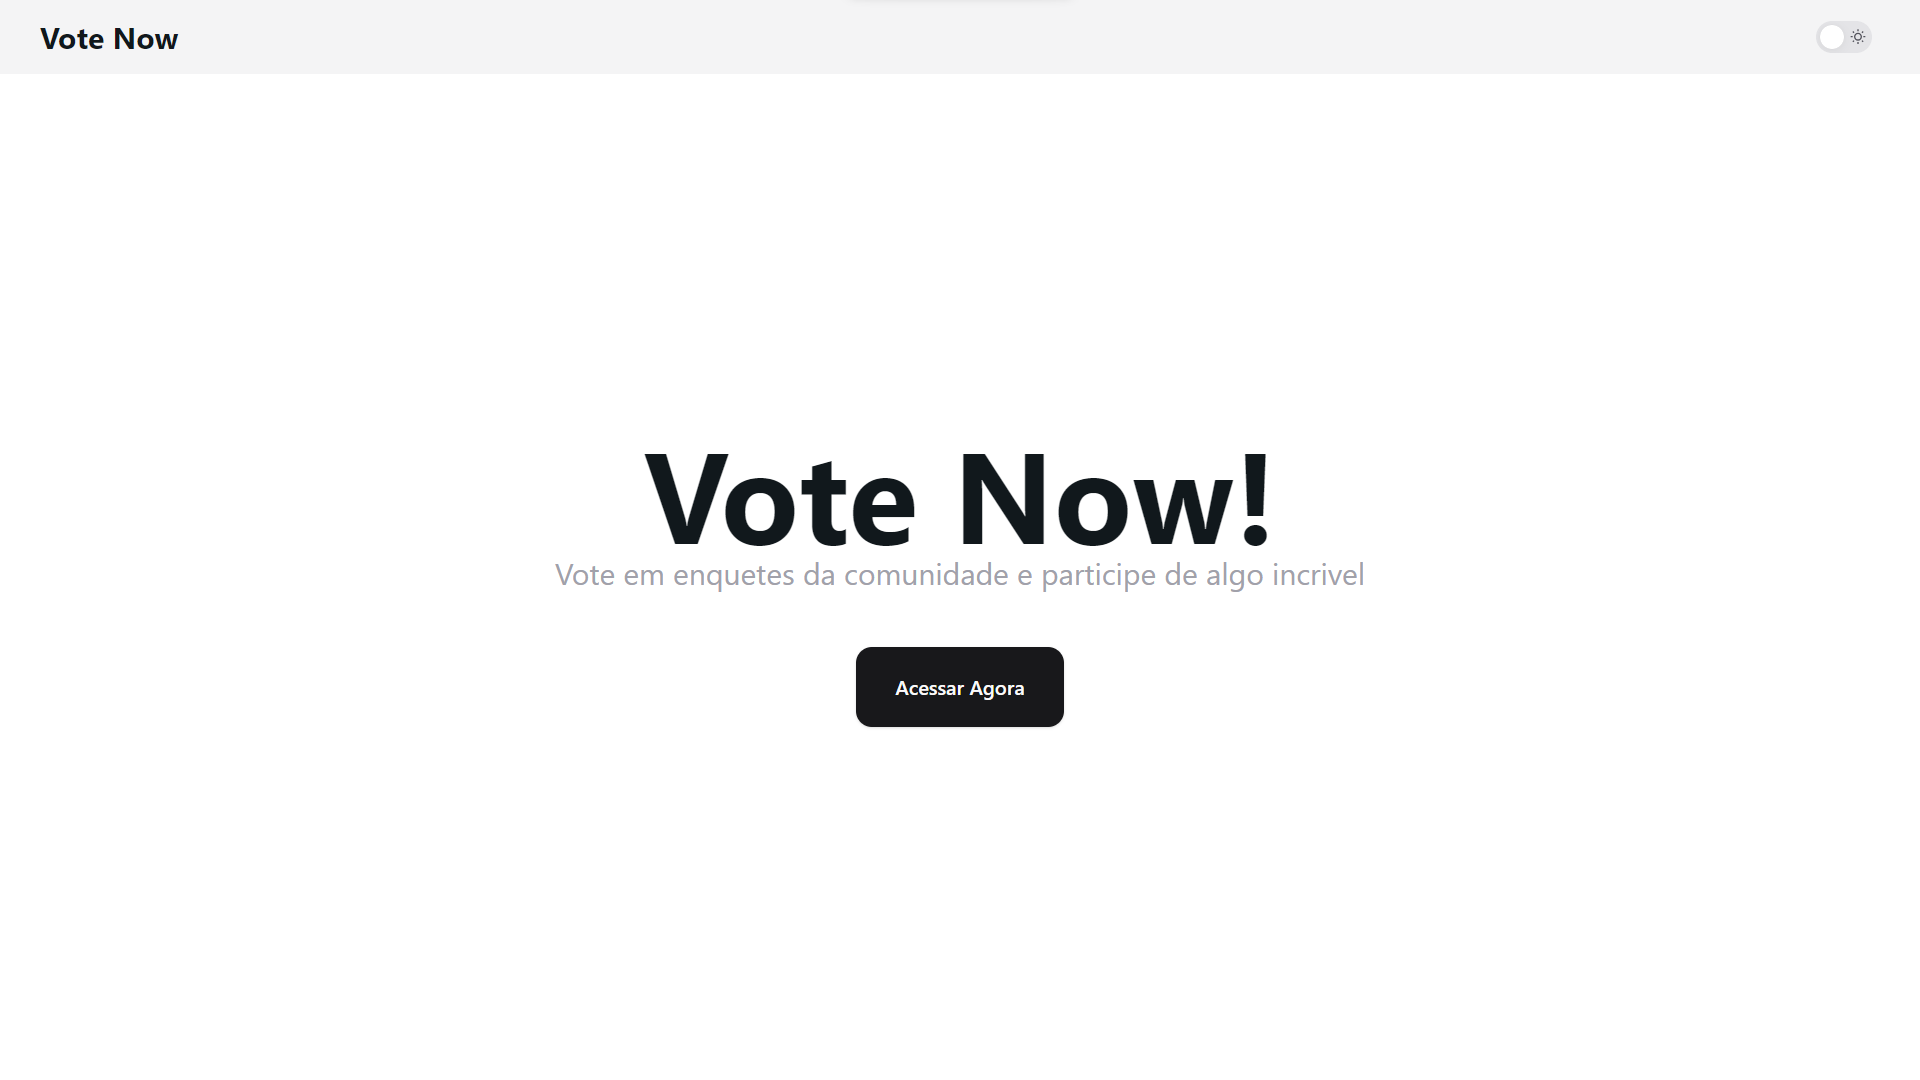 Vote Now
Vote Now!
Vote em enquetes da comunidade e participe de algo incrivel
Acessar Agora